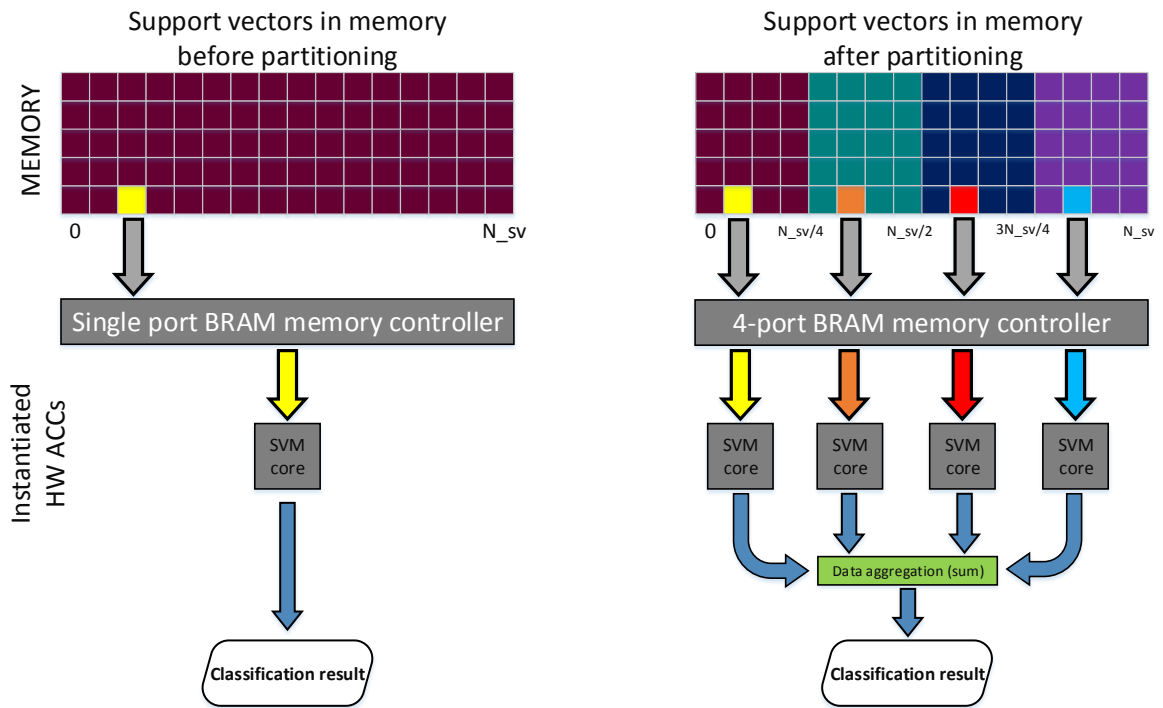 Support vectors in memory
before partitioning
MEMORY
0
N_sv
Single port BRAM memory controller
Instantiated
HW ACCs
SVM
core
Classification result
Support vectors in memory
after partitioning
0
N_sv/4
N_sv/2
3N_sv/4
N_sv
4-port BRAM memory controller
SVM
core
SVM
core
SVM
core
SVM
core
Data aggregation (sum)
Classification result